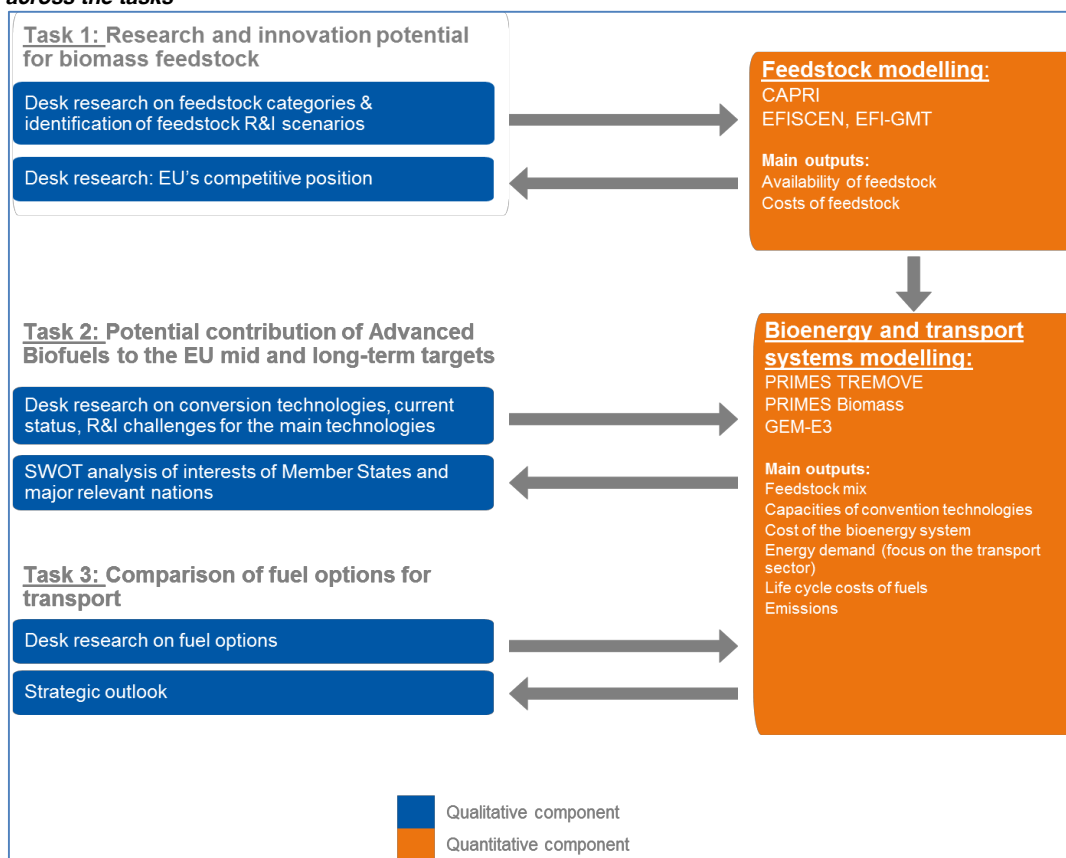 across the tasks
Task 1: Research and innovation potential
for biomass feedstock
Desk research on feedstock categories &
identification of feedstock R&I scenarios
Desk research: EU's competitive position
Feedstock modelling:
CAPRI
EFISCEN, EFI-GMT
Main outputs:
Availability of feedstock
Costs of feedstock
Task 2: Potential contribution of Advanced
Biofuels to the EU mid and long-term targets
Desk research on conversion technologies, current
status, R&I challenges for the main technologies
SWOT analysis of interests of Member States and
major relevant nations
Bioenergy and transport
systems modelling:
PRIMES TREMOVE
PRIMES Biomass
GEM-E3
Main outputs:
Feedstock mix
Capacities of convention technologies
Cost of the bioenergy system
Energy demand (focus on the transport
sector)
Life cycle costs of fuels
Emissions
Task 3: Comparison of fuel options for
transport
Desk research on fuel options
Strategic outlook
Qualitative component
Quantitative component